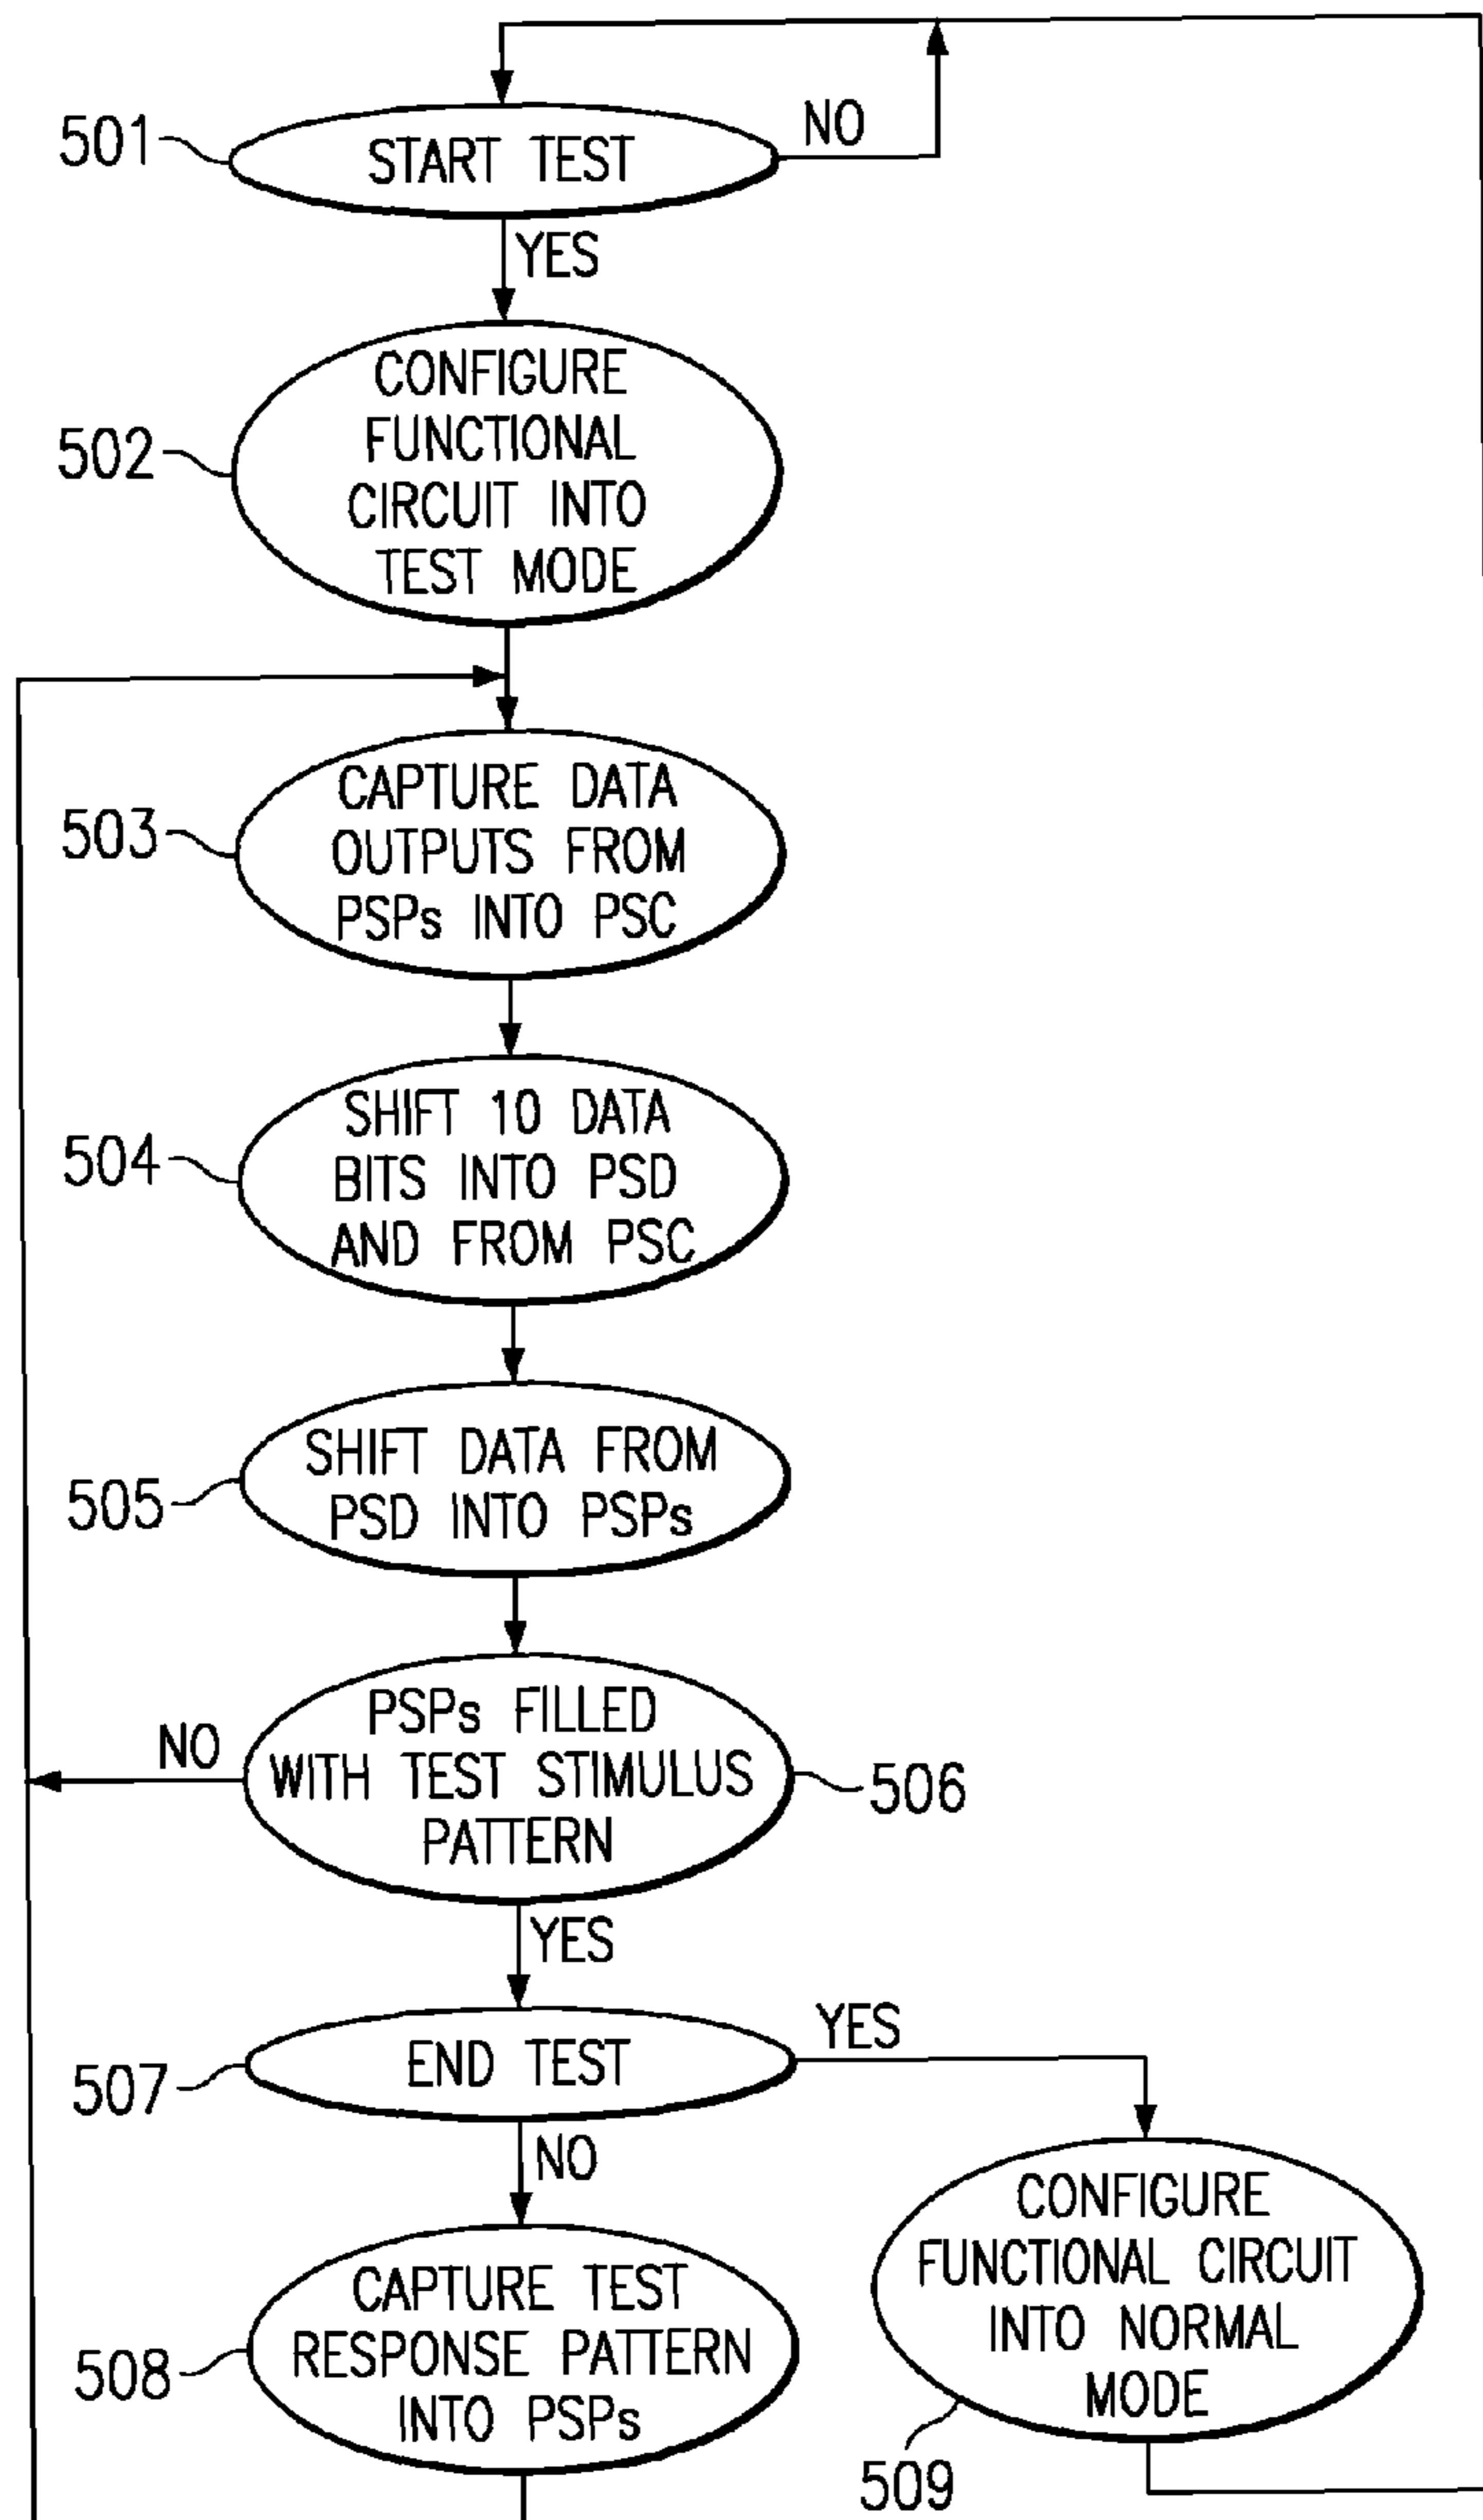 501
START TEST
NO
YES
502
CONFIGURE
FUNCTIONAL
CIRCUIT INTO
TEST MODE
503
CAPTURE DATA
OUTPUTS FROM
PSPs INTO PSC
504
SHIFT 10 DATA
BITS INTO PSD
AND FROM PSC
505
SHIFT DATA FROM
PSD INTO PSPs
NO
PSPs FILLED
WITH TEST STIMULUS
PATTERN
506
YES
507
END TEST
YES
NO
508
CAPTURE TEST
RESPONSE PATTERN
INTO PSPs
CONFIGURE
FUNCTIONAL CIRCUIT
INTO NORMAL
MODE
509